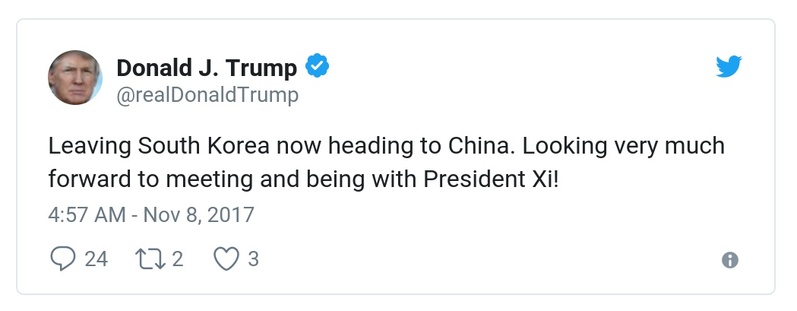 Donald J. Trump
@realDonaldTrump
Leaving South Korea now heading to China. Looking very much
forward to meeting and being with President Xi!
4:57 AM - Nov 8, 2017
24 2 3